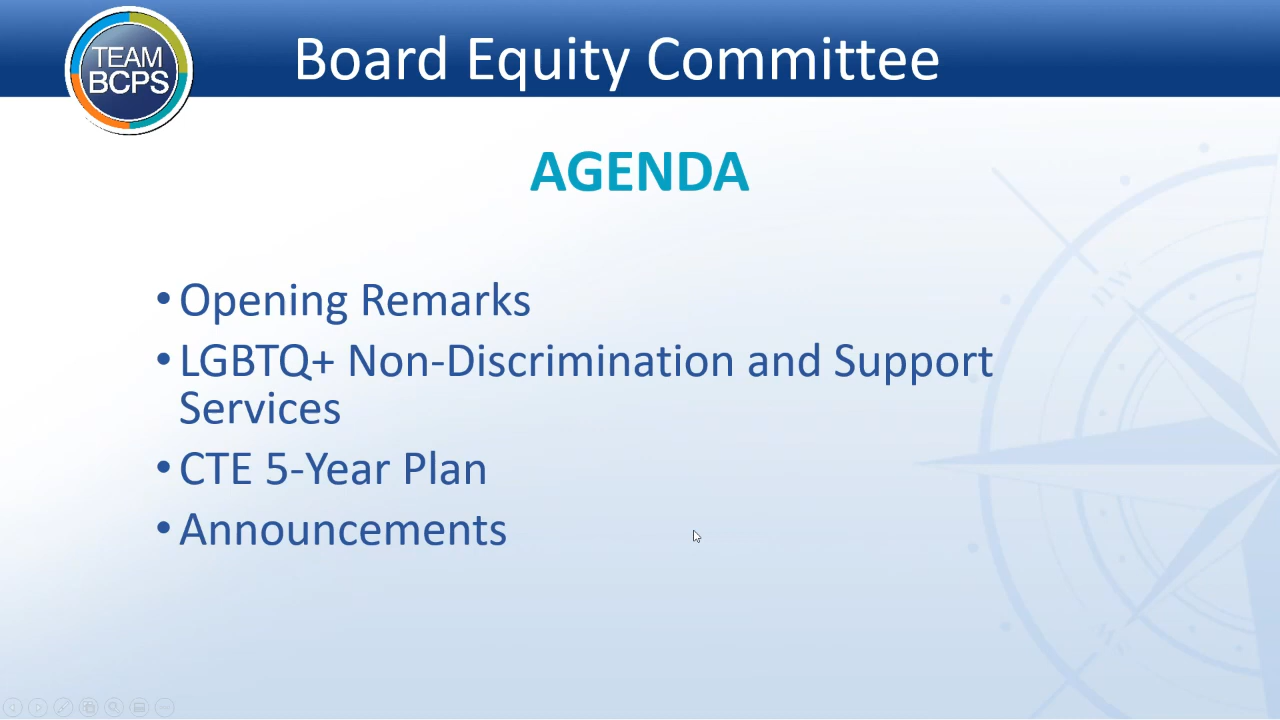 TEAM
BCPS
Board Equity Committee
AGENDA
• Opening Remarks
• LGBTQ+ Non-Discrimination and Support
Services
• CTE 5-Year Plan
• Announcements